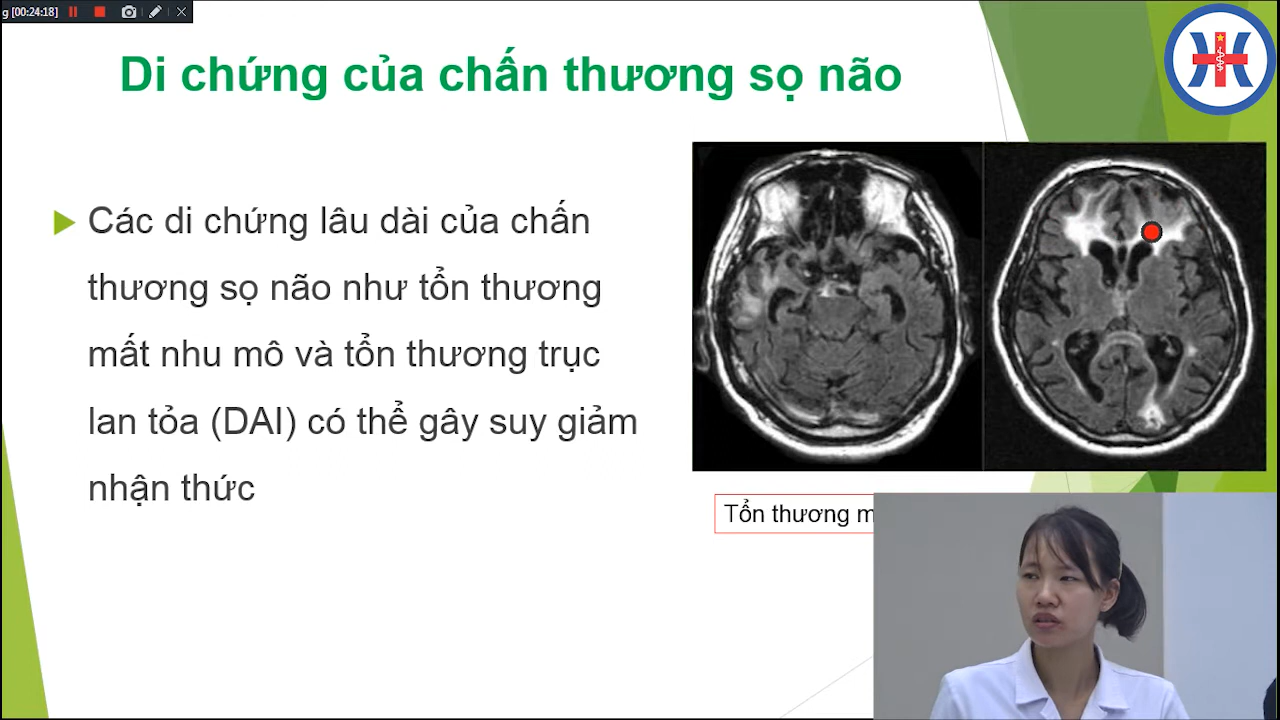 g [00:24:18]
Di chứng của chấn thương sọ não
Các di chứng lâu dài của chấn
thương sọ não như tổn thương
mất nhu mô và tổn thương trục
lan tỏa (DAI) có thể gây suy giảm
nhận thức
Tổn thương m